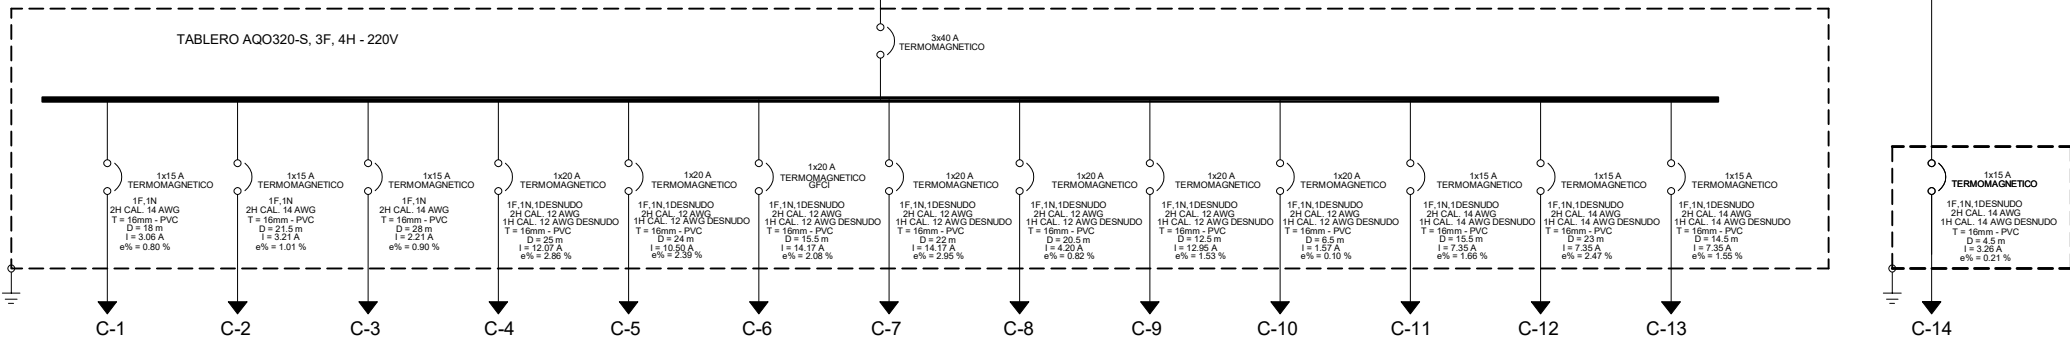 TABLERO AQO320-S, 3F, 4H - 220V
3x40 A
TERMOMAGNETICO
1x15 A
TERMOMAGNETICO
1F,1N
2H CAL. 14 AWG
T = 16mm - PVC
D = 18 m
I = 3.06 A
e% = 0.80 %
C-1
1x15 A
TERMOMAGNETICO
1F,1N
2H CAL. 14 AWG
T = 16mm - PVC
D = 21.5 m
I = 3.21 A
e% = 1.01 %
C-2
1x15 A
TERMOMAGNETICO
1F,1N
2H CAL. 14 AWG
T = 16mm - PVC
D = 28 m
I = 2.21 A
e% = 0.90 %
C-3
1x20 A
TERMOMAGNETICO
1F,1N,1DESNUDO
2H CAL. 12 AWG
1H CAL. 12 AWG DESNUDO
T = 16mm - PVC
D = 25 m
I = 12.07 A
e% = 2.86 %
C-4
1x20 A
TERMOMAGNETICO
1F,1N,1DESNUDO
2H CAL. 12 AWG
1H CAL. 12 AWG DESNUDO
T = 16mm - PVC
D = 24 m
I = 10.50 A
e% = 2.39 %
C-5
1x20 A
TERMOMAGNETICO
GFCI
1F,1N,1DESNUDO
2H CAL. 12 AWG
1H CAL. 12 AWG DESNUDO
T = 16mm - PVC
D = 15.5 m
I = 14.17 A
e% = 2.08 %
C-6
1x20 A
TERMOMAGNETICO
1F,1N,1DESNUDO
2H CAL. 12 AWG
1H CAL. 12 AWG DESNUDO
T = 16mm - PVC
D = 22 m
I = 14.17 A
e% = 2.95 %
C-7
1x20 A
TERMOMAGNETICO
1F,1N,1DESNUDO
2H CAL. 12 AWG
1H CAL. 12 AWG DESNUDO
T = 16mm - PVC
D = 20.5 m
I = 4.20 A
e% = 0.82 %
C-8
1x20 A
TERMOMAGNETICO
1F,1N,1DESNUDO
2H CAL. 12 AWG
1H CAL. 12 AWG DESNUDO
T = 16mm - PVC
D = 12.5 m
I = 12.95 A
e% = 1.53 %
C-9
1x20 A
TERMOMAGNETICO
1F,1N,1DESNUDO
2H CAL. 12 AWG
1H CAL. 12 AWG DESNUDO
T = 16mm - PVC
D = 6.5 m
I = 1.57 A
e% = 0.10 %
C-10
1x15 A
TERMOMAGNETICO
1F,1N,1DESNUDO
2H CAL. 14 AWG
1H CAL. 14 AWG DESNUDO
T = 16mm - PVC
D = 15.5 m
I = 7.35 A
e% = 1.66 %
C-11
1x15 A
TERMOMAGNETICO
1F,1N,1DESNUDO
2H CAL. 14 AWG
1H CAL. 14 AWG DESNUDO
T = 16mm - PVC
D = 23 m
I = 7.35 A
e% = 2.47 %
C-12
1x15 A
TERMOMAGNETICO
1F,1N,1DESNUDO
2H CAL. 14 AWG
1H CAL. 14 AWG DESNUDO
T = 16mm - PVC
D = 14.5 m
I = 7.35 A
e% = 1.55 %
C-13
1x15 A
TERMOMAGNETICO
1F,1N,1DESNUDO
2H CAL. 14 AWG
1H CAL. 14 AWG DESNUDO
T = 16mm - PVC
D = 4.5 m
I = 3.26 A
e% = 0.21 %
C-14